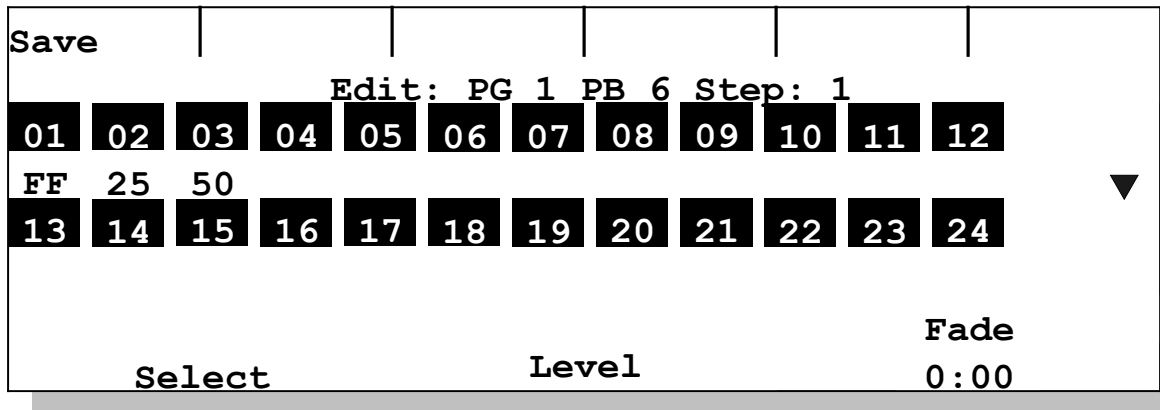 Save
Edit: PG 1 PB 6 Step: 1
01 02 03 04 05 06 07 08 09 10 11 12
FF 25 50
13 14 15 16 17 18 19 20 21 22 23 24
Fade
Select Level 0:00